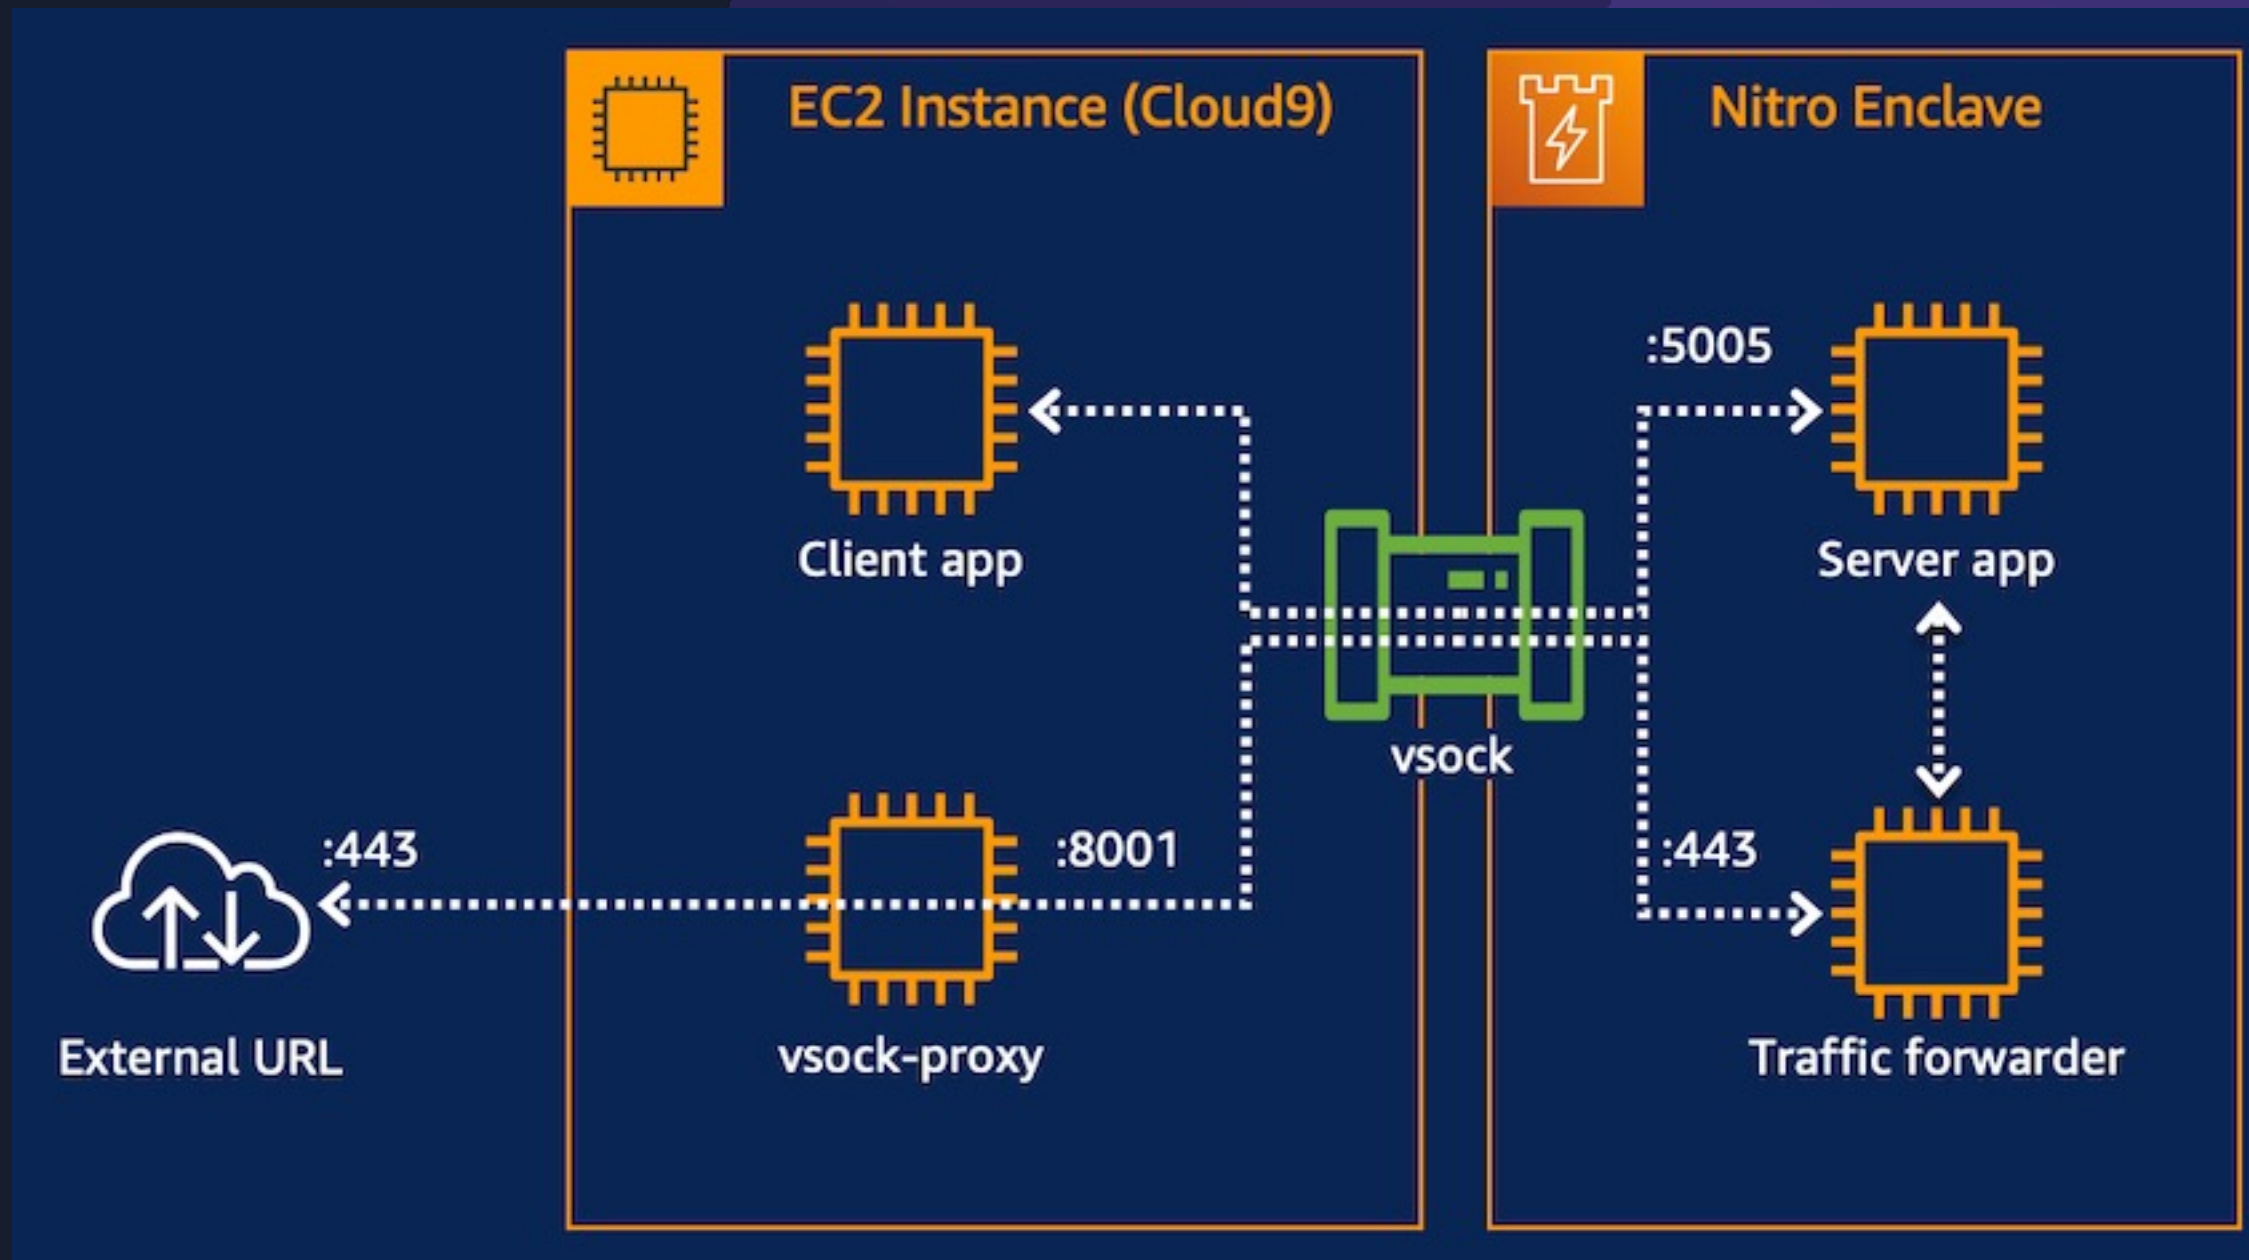 EC2 Instance (Cloud9)
Nitro Enclave
:5005
Client app
Server app
vsock
:443
:8001
:443
External URL
vsock-proxy
Traffic forwarder